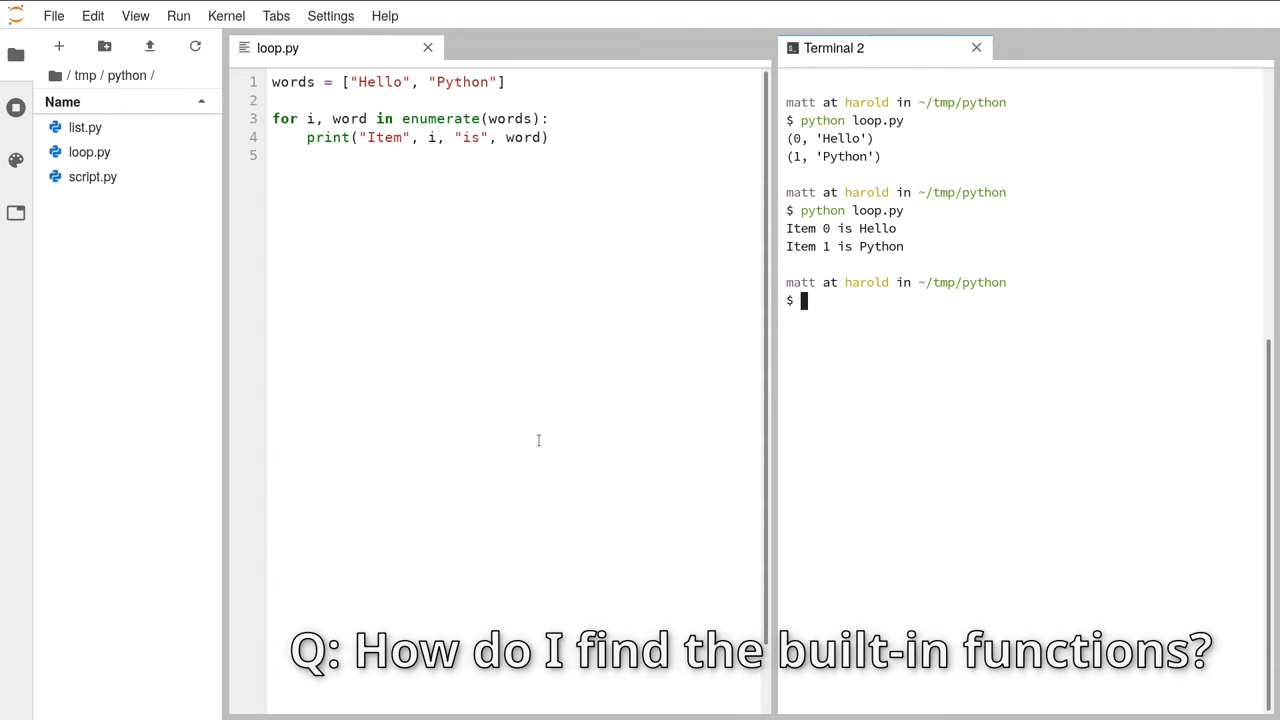 File Edit View Run Kernel Tabs Settings Help
/ tmp / python /
Name
list.py
loop.py
script.py
loop.py
1 words = ["Hello", "Python"]
2
3 for i, word in enumerate(words):
4     print("Item", i, "is", word)
5
Terminal 2
matt at harold in ~/tmp/python
$ python loop.py
(0, 'Hello')
(1, 'Python')
matt at harold in ~/tmp/python
$ python loop.py
Item 0 is Hello
Item 1 is Python
matt at harold in ~/tmp/python
$
Q: How do I find the built-in functions?